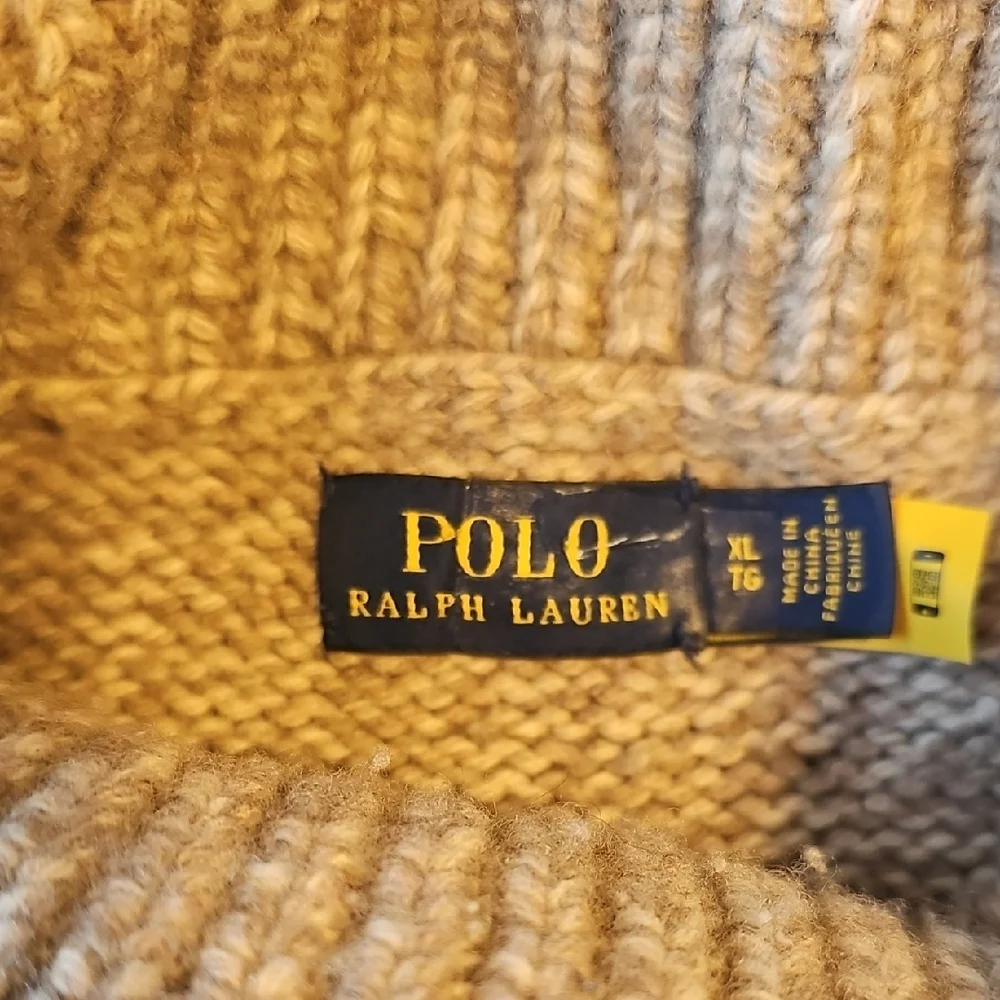 POLO
RALPH LAUREN
XL
TG
MADE IN
CHINA
FABRIQUÉ EN
CHINE